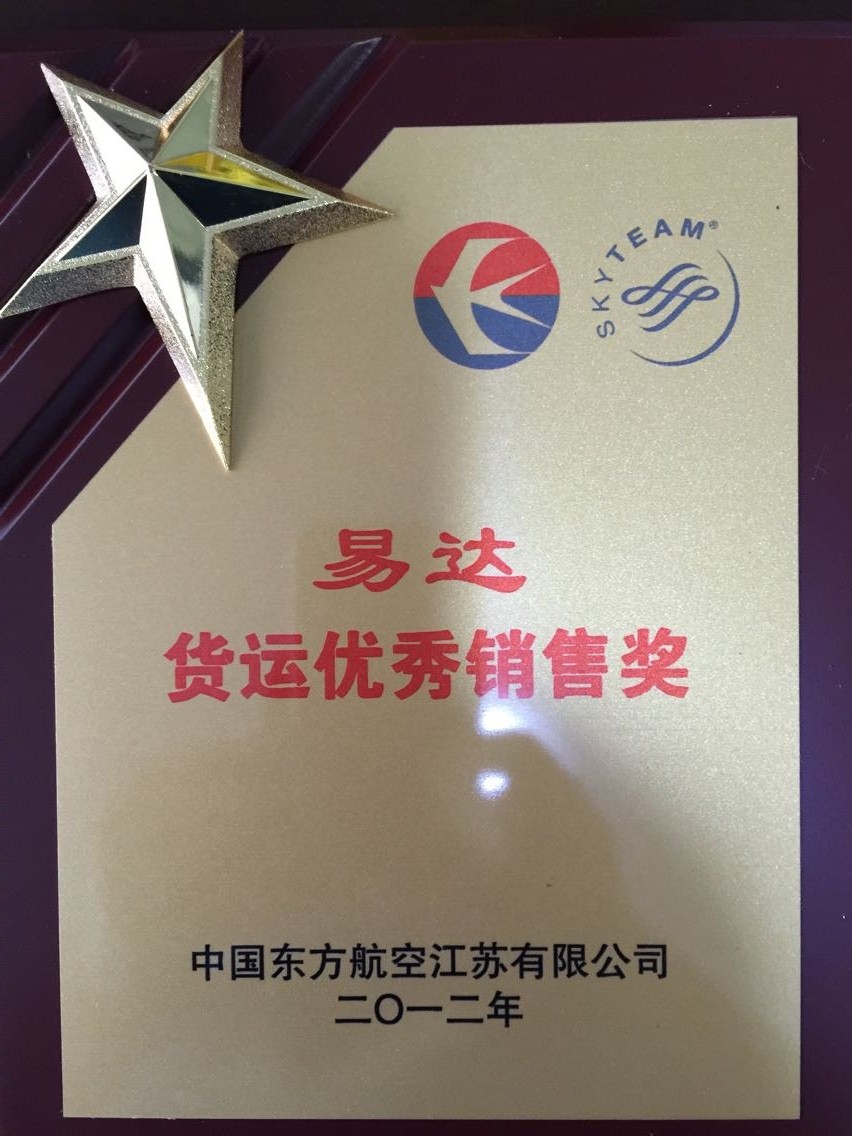 SKYTEAM®
易达
货运优秀销售奖
中国东方航空江苏有限公司
二〇一二年